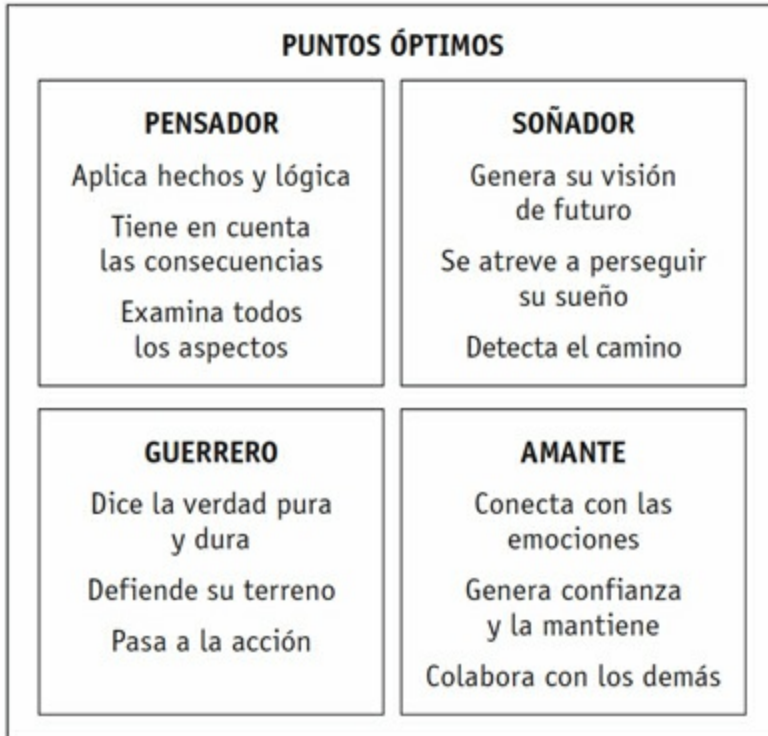 PUNTOS ÓPTIMOS
PENSADOR
Aplica hechos y lógica
Tiene en cuenta
las consecuencias
Examina todos
los aspectos
SOÑADOR
Genera su visión
de futuro
Se atreve a perseguir
su sueño
Detecta el camino
GUERRERO
Dice la verdad pura
y dura
Defiende su terreno
Pasa a la acción
AMANTE
Conecta con las
emociones
Genera confianza
y la mantiene
Colabora con los demás